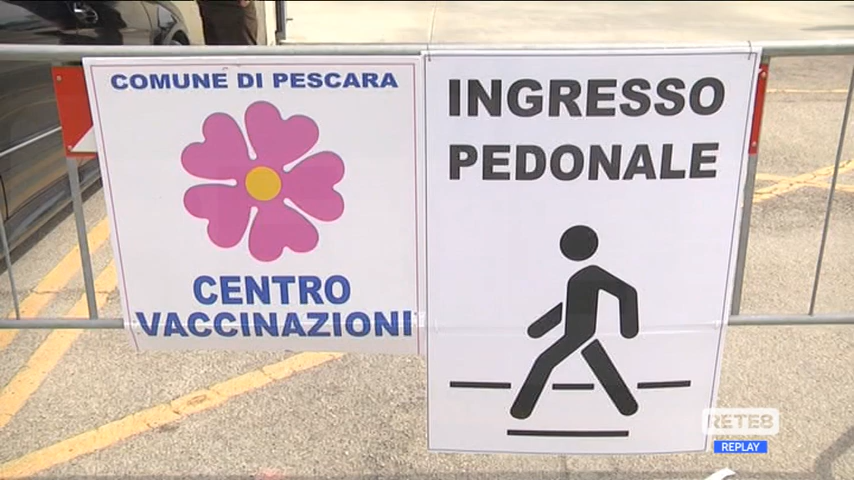 COMUNE DI PESCARA
CENTRO
VACCINAZIONI
INGRESSO
PEDONALE
RETE8
REPLAY